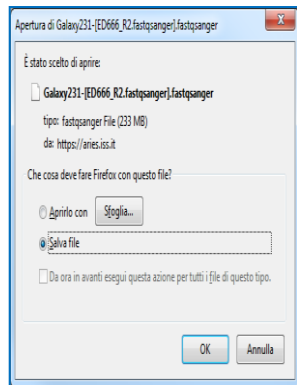 Apertura di Galaxy231-[ED666_R2.fastqsanger].fastqsanger
È stato scelto di aprire:
Galaxy231-[ED666_R2.fastqsanger].fastqsanger
tipo: fastqsanger File (233 MB)
da: https://aries.iss.it
Che cosa deve fare Firefox con questo file?
Aprirlo con Sfoglia...
Salva file
Da ora in avanti esegui questa azione per tutti i file di questo tipo.
OK Annulla